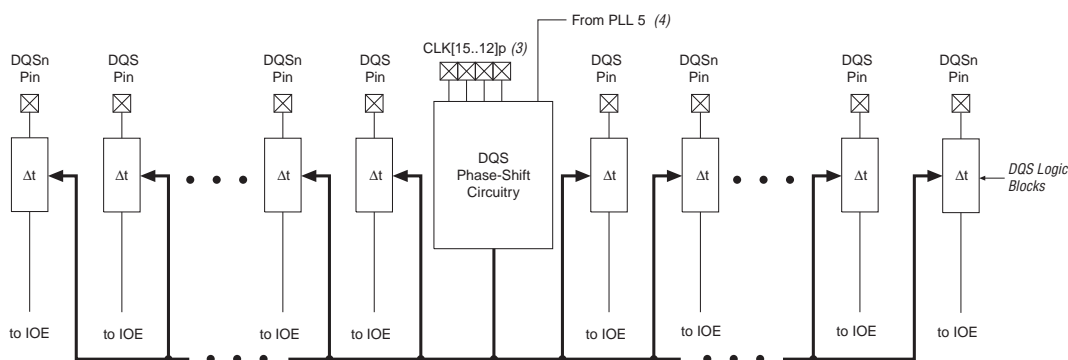 From PLL 5 (4)
CLK[15..12]p (3)
DQSn
Pin
DQS
Pin
DQSn
Pin
DQS
Pin
DQS
Pin
DQSn
Pin
DQS
Pin
DQSn
Pin
Δt
Δt
Δt
Δt
DQS
Phase-Shift
Circuitry
Δt
Δt
Δt
Δt
DQS Logic
Blocks
to IOE
to IOE
to IOE
to IOE
to IOE
to IOE
to IOE
to IOE